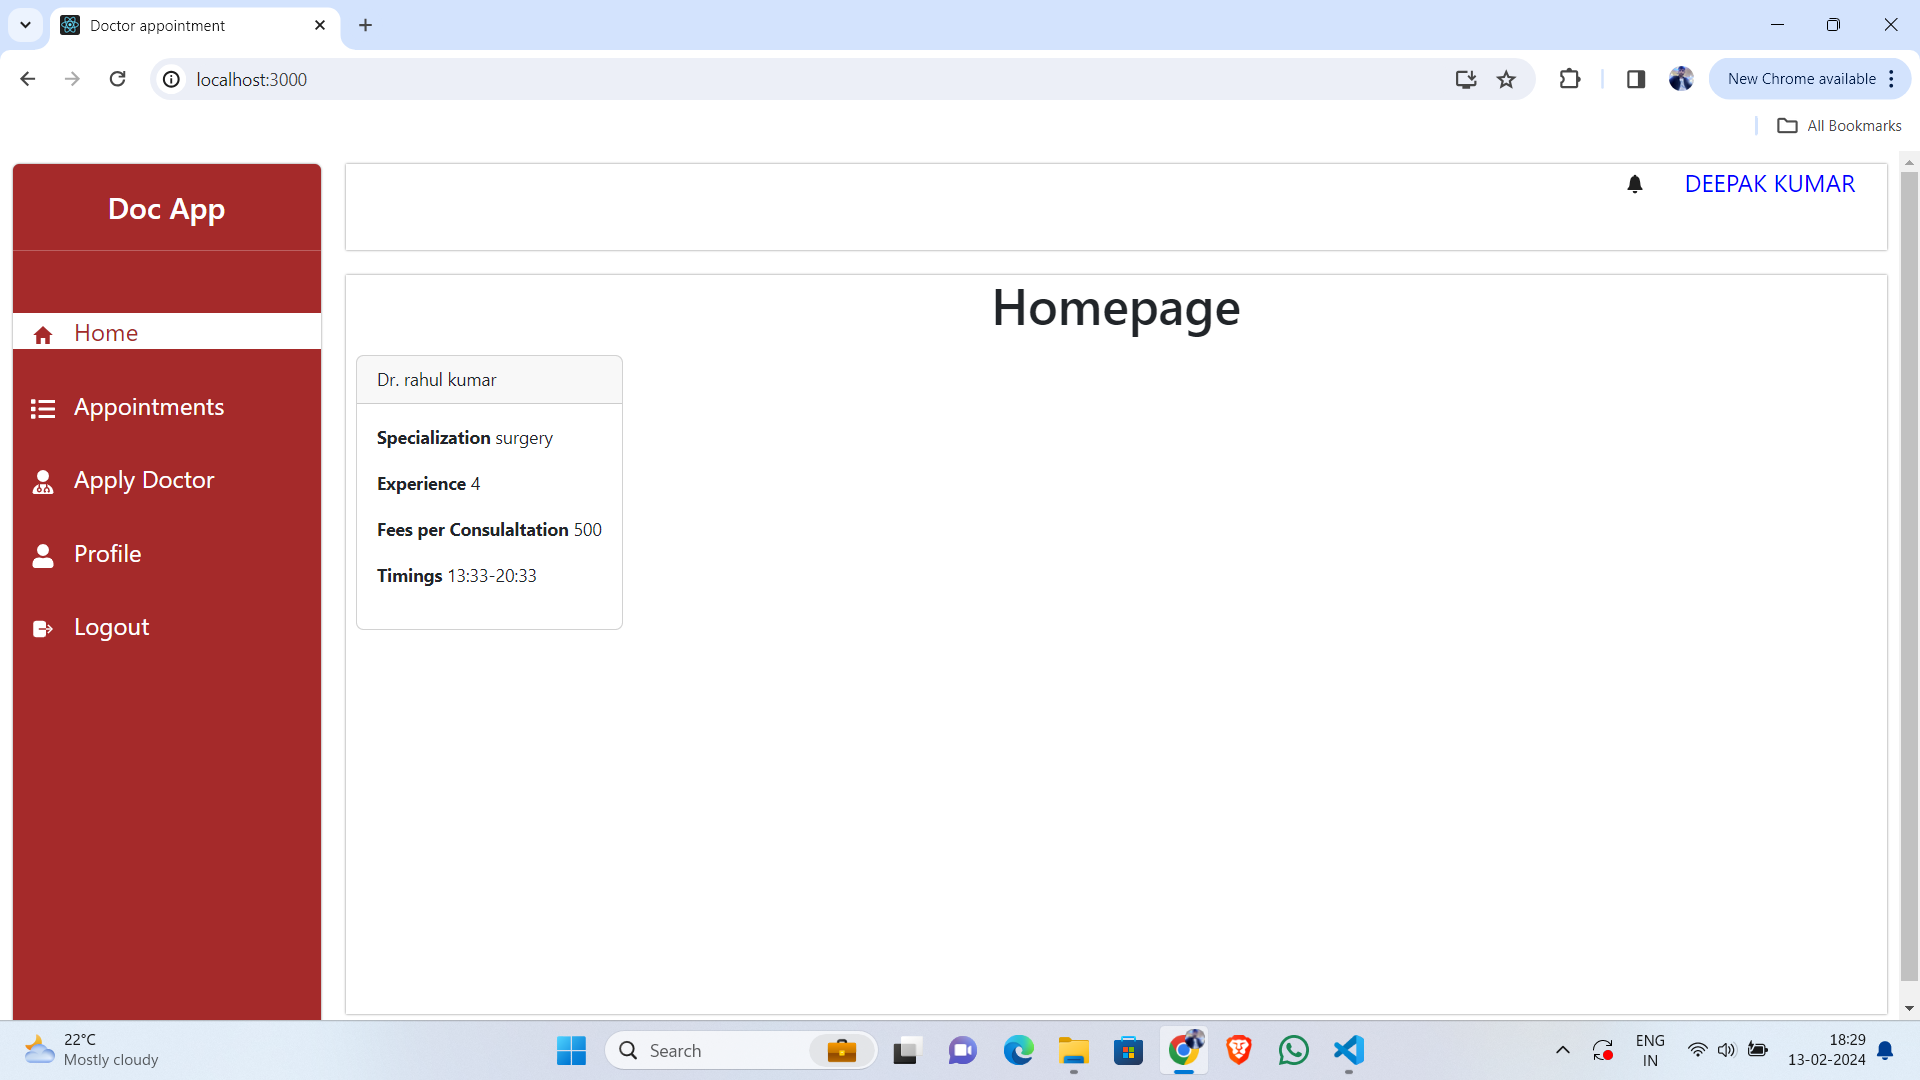 Doctor appointment
localhost:3000
New Chrome available
All Bookmarks
Doc App
DEEPAK KUMAR
Homepage
Home
Appointments
Apply Doctor
Profile
Logout
Dr. rahul kumar
Specialization surgery
Experience 4
Fees per Consulaltation 500
Timings 13:33-20:33
22°C
Mostly cloudy
Search
ENG
IN
18:29
13-02-2024